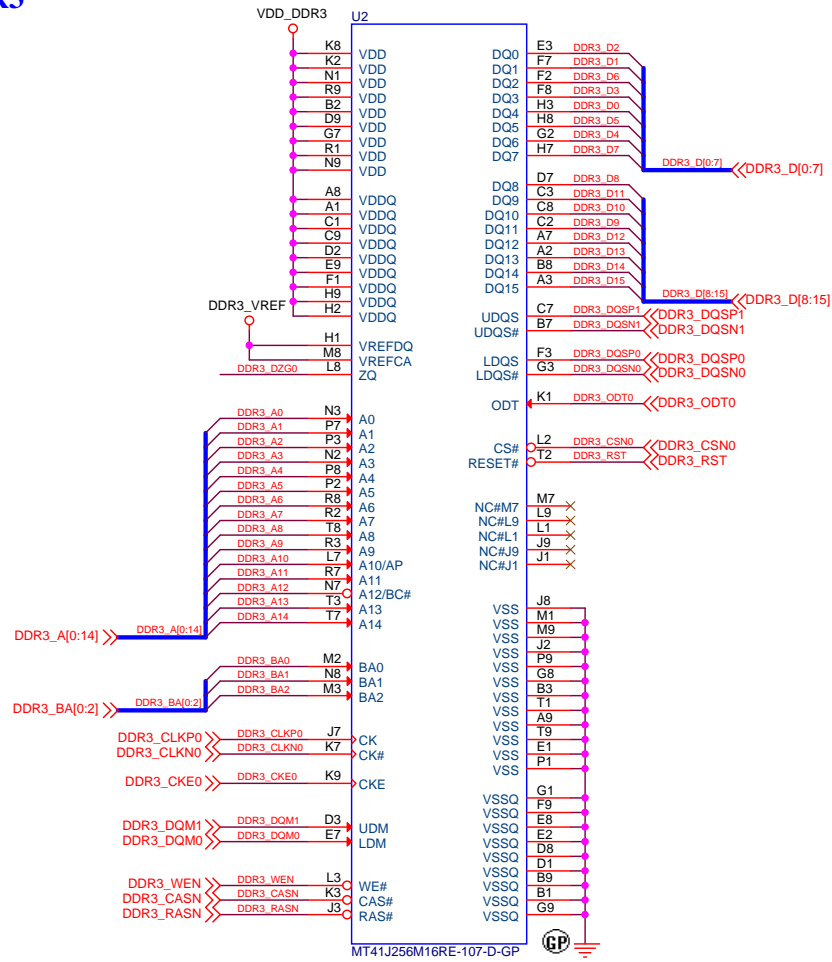 VDD_DDR3
U2
K8 VDD
K2 VDD
N1 VDD
R9 VDD
B2 VDD
D9 VDD
G7 VDD
R1 VDD
N9 VDD
A8 VDDQ
A1 VDDQ
C1 VDDQ
C9 VDDQ
D2 VDDQ
E9 VDDQ
F1 VDDQ
H9 VDDQ
H2 VDDQ
DDR3_VREF
H1 VREFDQ
M8 VREFCA
DDR3_DZG0 L8 ZQ
DDR3_A0 N3 A0
DDR3_A1 P7 A1
DDR3_A2 P3 A2
DDR3_A3 N2 A3
DDR3_A4 P8 A4
DDR3_A5 P2 A5
DDR3_A6 R8 A6
DDR3_A7 R2 A7
DDR3_A8 T8 A8
DDR3_A9 R3 A9
DDR3_A10 L7 A10/AP
DDR3_A11 R7 A11
DDR3_A12 N7 A12/BC#
DDR3_A13 T3 A13
DDR3_A14 T7 A14
DDR3_A[0:14] DDR3_A[0:14]
DDR3_BA0 M2 BA0
DDR3_BA1 N8 BA1
DDR3_BA2 M3 BA2
DDR3_BA[0:2] DDR3_BA[0:2]
DDR3_CLKP0 DDR3_CLKP0 J7 CK
DDR3_CLKN0 DDR3_CLKN0 K7 CK#
DDR3_CKE0 DDR3_CKE0 K9 CKE
DDR3_DQM1 DDR3_DQM1 D3 UDM
DDR3_DQM0 DDR3_DQM0 E7 LDM
DDR3_WEN DDR3_WEN L3 WE#
DDR3_CASN DDR3_CASN K3 CAS#
DDR3_RASN DDR3_RASN J3 RAS#
DQ0 E3 DDR3_D2
DQ1 F7 DDR3_D1
DQ2 F2 DDR3_D6
DQ3 F8 DDR3_D3
DQ4 H3 DDR3_D0
DQ5 H8 DDR3_D5
DQ6 G2 DDR3_D4
DQ7 H7 DDR3_D7
DDR3_D[0:7] DDR3_D[0:7]
DQ8 D7 DDR3_D8
DQ9 C3 DDR3_D11
DQ10 C8 DDR3_D10
DQ11 C2 DDR3_D9
DQ12 A7 DDR3_D12
DQ13 A2 DDR3_D13
DQ14 B8 DDR3_D14
DQ15 A3 DDR3_D15
DDR3_D[8:15] DDR3_D[8:15]
UDQS C7 DDR3_DQSP1 DDR3_DQSP1
UDQS# B7 DDR3_DQSN1 DDR3_DQSN1
LDQS F3 DDR3_DQSP0 DDR3_DQSP0
LDQS# G3 DDR3_DQSN0 DDR3_DQSN0
ODT K1 DDR3_ODT0 DDR3_ODT0
CS# L2 DDR3_CSN0 DDR3_CSN0
RESET# T2 DDR3_RST DDR3_RST
NC#M7 M7
NC#L9 L9
NC#L1 L1
NC#J9 J9
NC#J1 J1
VSS J8
VSS M1
VSS M9
VSS J2
VSS P9
VSS G8
VSS B3
VSS T1
VSS A9
VSS T9
VSS E1
VSS P1
VSSQ G1
VSSQ F9
VSSQ E8
VSSQ E2
VSSQ D8
VSSQ D1
VSSQ B9
VSSQ B1
VSSQ G9
GP
MT41J256M16RE-107-D-GP